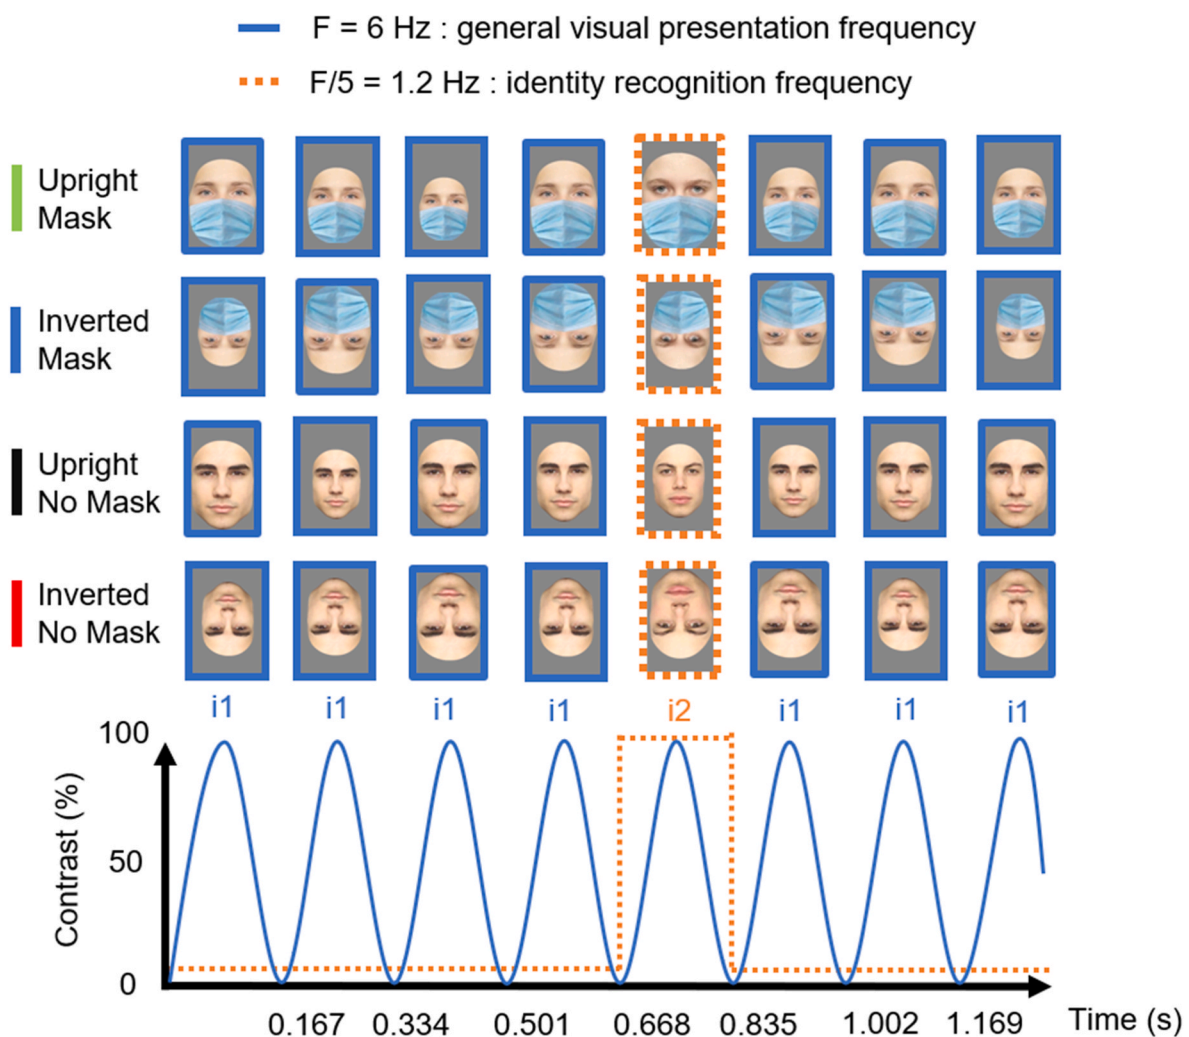 F = 6 Hz : general visual presentation frequency
F/5 = 1.2 Hz : identity recognition frequency
Upright
Mask
Inverted
Mask
Upright
No Mask
Inverted
No Mask
i1 i1 i1 i1 i2 i1 i1 i1
100
50
0
Contrast (%)
0.167 0.334 0.501 0.668 0.835 1.002 1.169 Time (s)